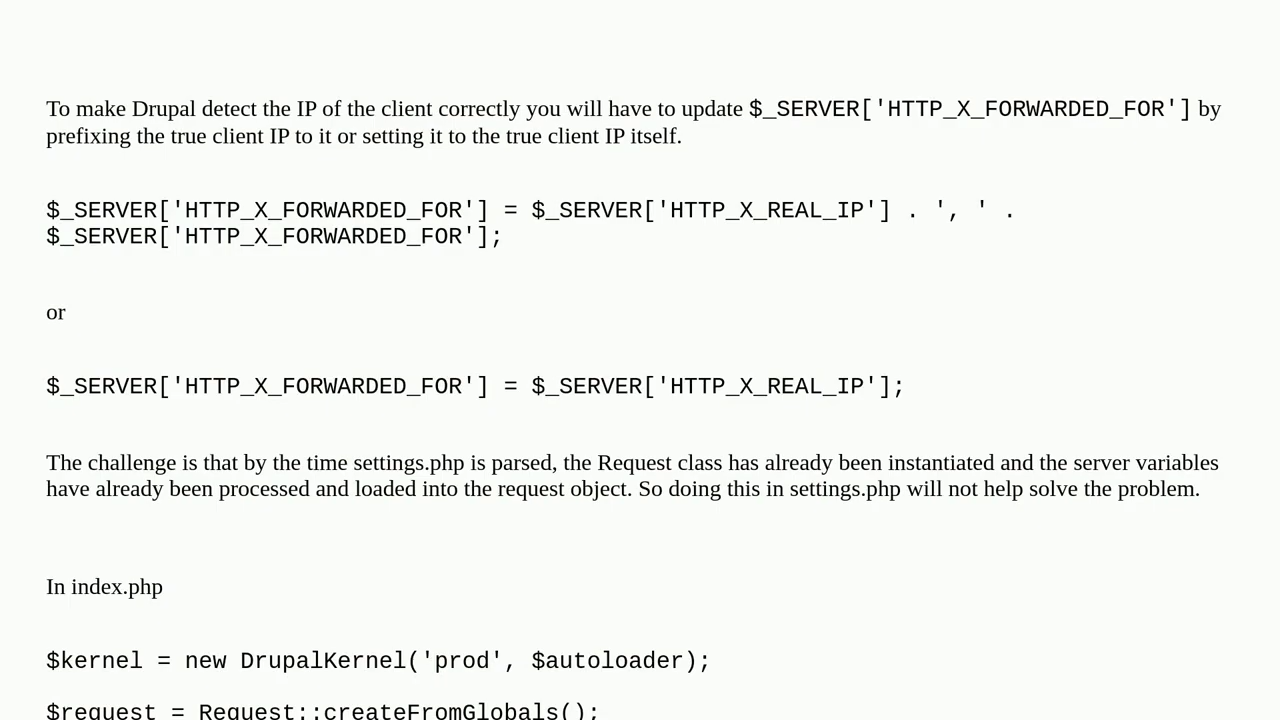 To make Drupal detect the IP of the client correctly you will have to update $_SERVER['HTTP_X_FORWARDED_FOR'] by
prefixing the true client IP to it or setting it to the true client IP itself.
$_SERVER['HTTP_X_FORWARDED_FOR'] = $_SERVER['HTTP_X_REAL_IP'] . ', ' .
$_SERVER['HTTP_X_FORWARDED_FOR'];
or
$_SERVER['HTTP_X_FORWARDED_FOR'] = $_SERVER['HTTP_X_REAL_IP'];
The challenge is that by the time settings.php is parsed, the Request class has already been instantiated and the server variables
have already been processed and loaded into the request object. So doing this in settings.php will not help solve the problem.
In index.php
$kernel = new DrupalKernel('prod', $autoloader);
$request = Request::createFromGlobals();